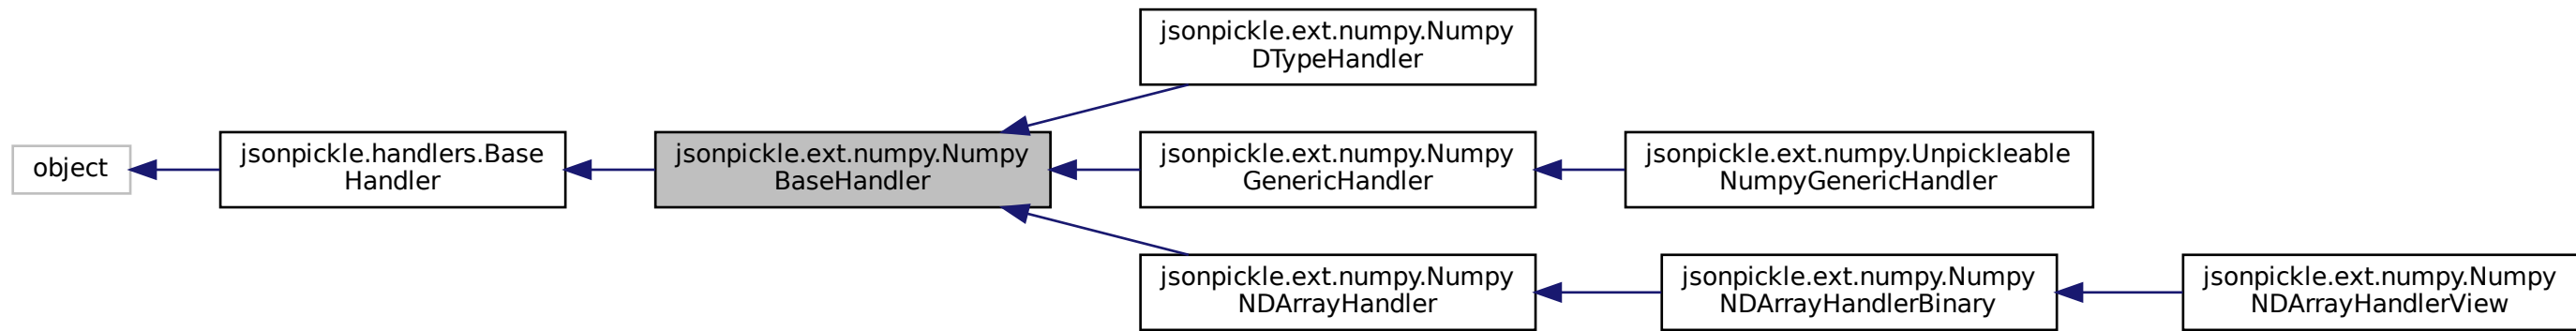 object
jsonpickle.handlers.Base
Handler
jsonpickle.ext.numpy.Numpy
BaseHandler
jsonpickle.ext.numpy.Numpy
DTypeHandler
jsonpickle.ext.numpy.Numpy
GenericHandler
jsonpickle.ext.numpy.Unpickleable
NumpyGenericHandler
jsonpickle.ext.numpy.Numpy
NDArrayHandler
jsonpickle.ext.numpy.Numpy
NDArrayHandlerBinary
jsonpickle.ext.numpy.Numpy
NDArrayHandlerView